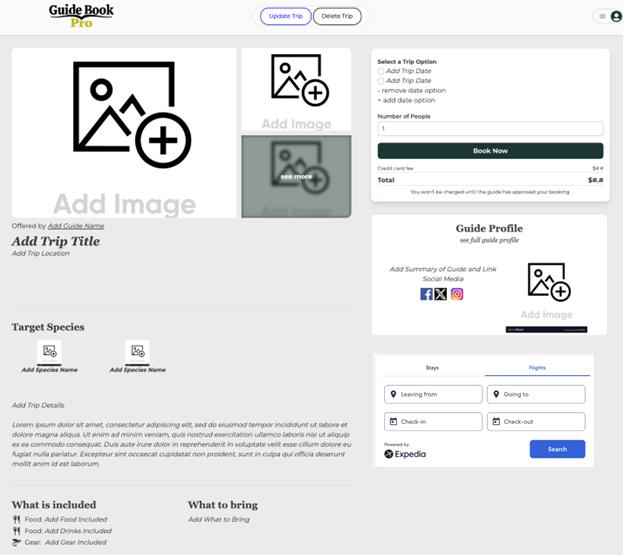 Guide Book
Pro
Update Trip
Delete Trip
Add Image
Add Image
Add Image
see more
Offered by Add Guide Name
Add Trip Title
Add Trip Location
Target Species
Add Species Name
Add Species Name
Add Trip Details.
Lorem ipsum dolor sit amet, consectetur adipiscing elit, sed do eiusmod tempor incididunt ut labore et
dolore magna aliqua. Ut enim ad minim veniam, quis nostrud exercitation ullamco laboris nisi ut aliquip
ex ea commodo consequat. Duis aute irure dolor in reprehenderit in voluptate velit esse cillum dolore eu
fugiat nulla pariatur. Excepteur sint occaecat cupidatat non proident, sunt in culpa qui officia deserunt
mollit anim id est laborum.
What is included
Food: Add Food Included
Food: Add Drinks Included
Gear: Add Gear Included
What to bring
Add What to Bring
Select a Trip Option
Add Trip Date
Add Trip Date
- remove date option
+ add date option
Number of People
1
Book Now
Credit card fee $#.#
Total $#.#
You won't be charged until the guide has approved your booking
Guide Profile
see full guide profile
Add Summary of Guide and Link
Social Media
Add Image
Stays
Flights
Leaving from
Going to
Check-in
Check-out
Powered by
Expedia
Search